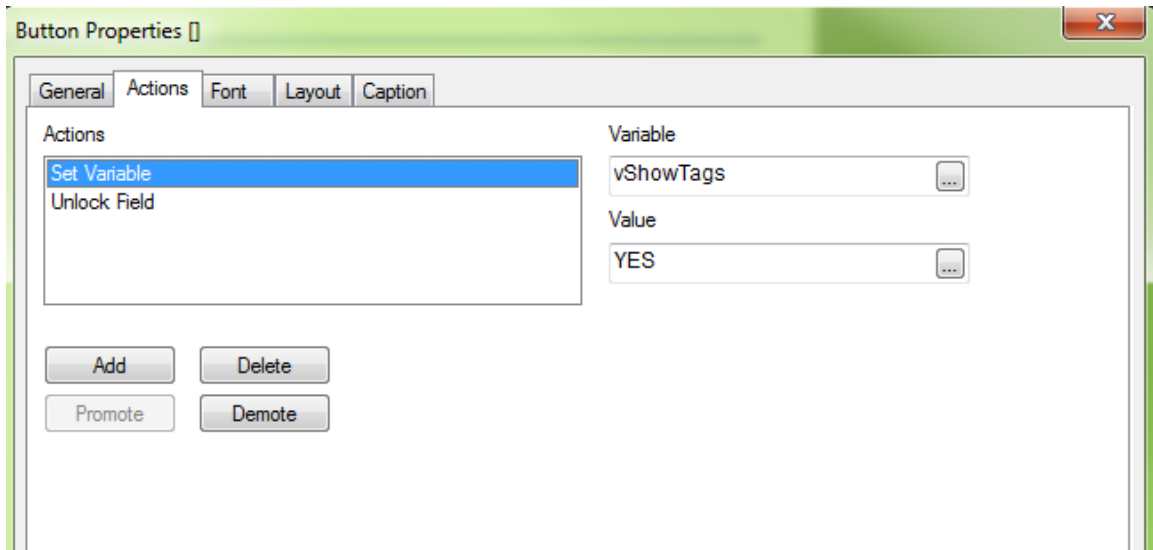 Button Properties []
X
General Actions Font Layout Caption
Actions
Set Variable
Unlock Field
Variable
vShowTags ...
Value
YES ...
Add Delete
Promote Demote